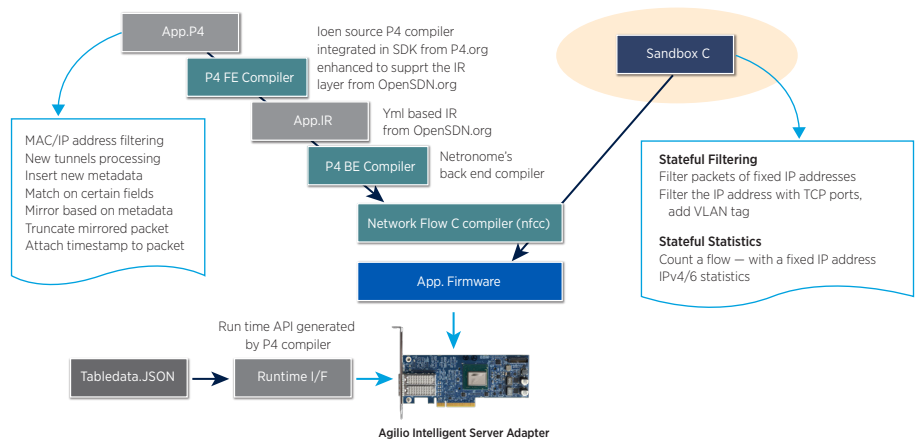 App.P4
Ioen source P4 compiler
integrated in SDK from P4.org
enhanced to supprt the IR
layer from OpenSDN.org
Sandbox C
P4 FE Compiler
App.IR
Yml based IR
from OpenSDN.org
P4 BE Compiler
Netronome's
back end compiler
MAC/IP address filtering
New tunnels processing
Insert new metadata
Match on certain fields
Mirror based on metadata
Truncate mirrored packet
Attach timestamp to packet
Stateful Filtering
Filter packets of fixed IP addresses
Filter the IP address with TCP ports,
add VLAN tag
Stateful Statistics
Count a flow — with a fixed IP address
IPv4/6 statistics
Network Flow C compiler (nfcc)
App. Firmware
Run time API generated
by P4 compiler
Tabledata.JSON
Runtime I/F
Agilio Intelligent Server Adapter